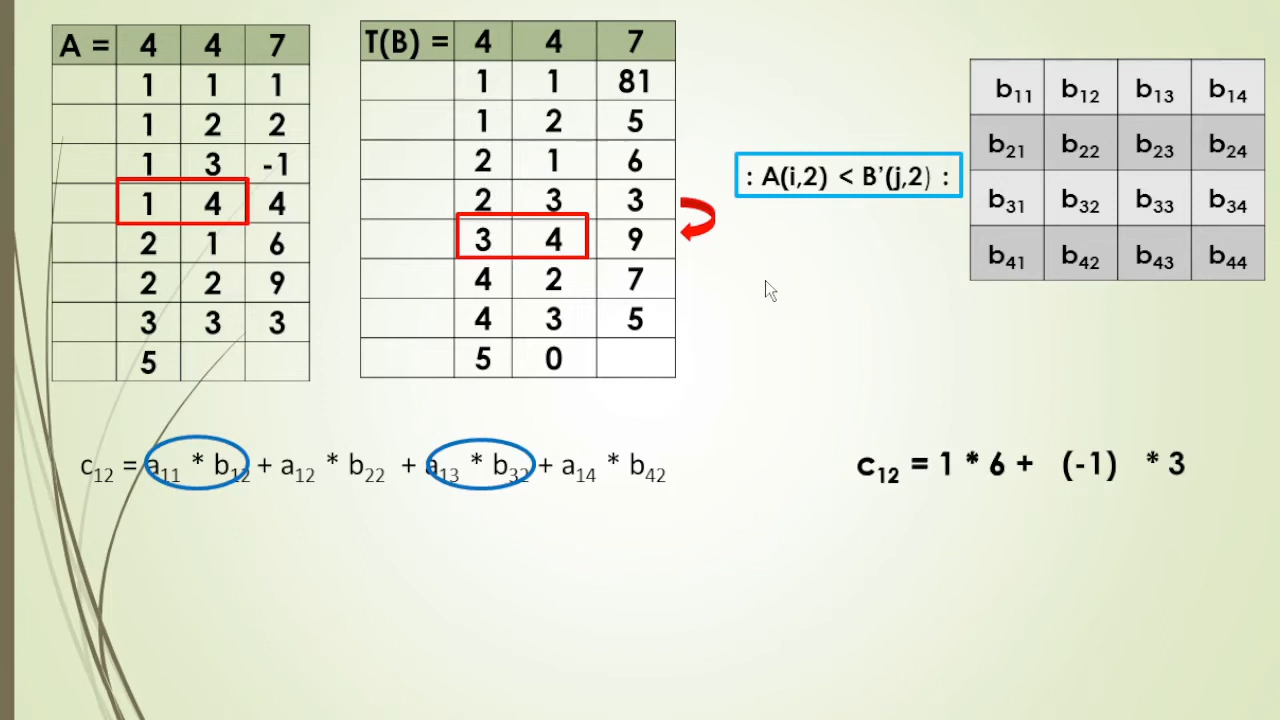 A = 4 4 7
1 1 1
1 2 2
1 3 -1
1 4 4
2 1 6
2 2 9
3 3 3
5
T(B) = 4 4 7
1 1 81
1 2 5
2 1 6
2 3 3
3 4 9
4 2 7
4 3 5
5 0
: A(i,2) < B'(j,2) :
b11 b12 b13 b14
b21 b22 b23 b24
b31 b32 b33 b34
b41 b42 b43 b44
c12 = a11 * b12 + a12 * b22 + a13 * b32 + a14 * b42
c12 = 1 * 6 + (-1) * 3